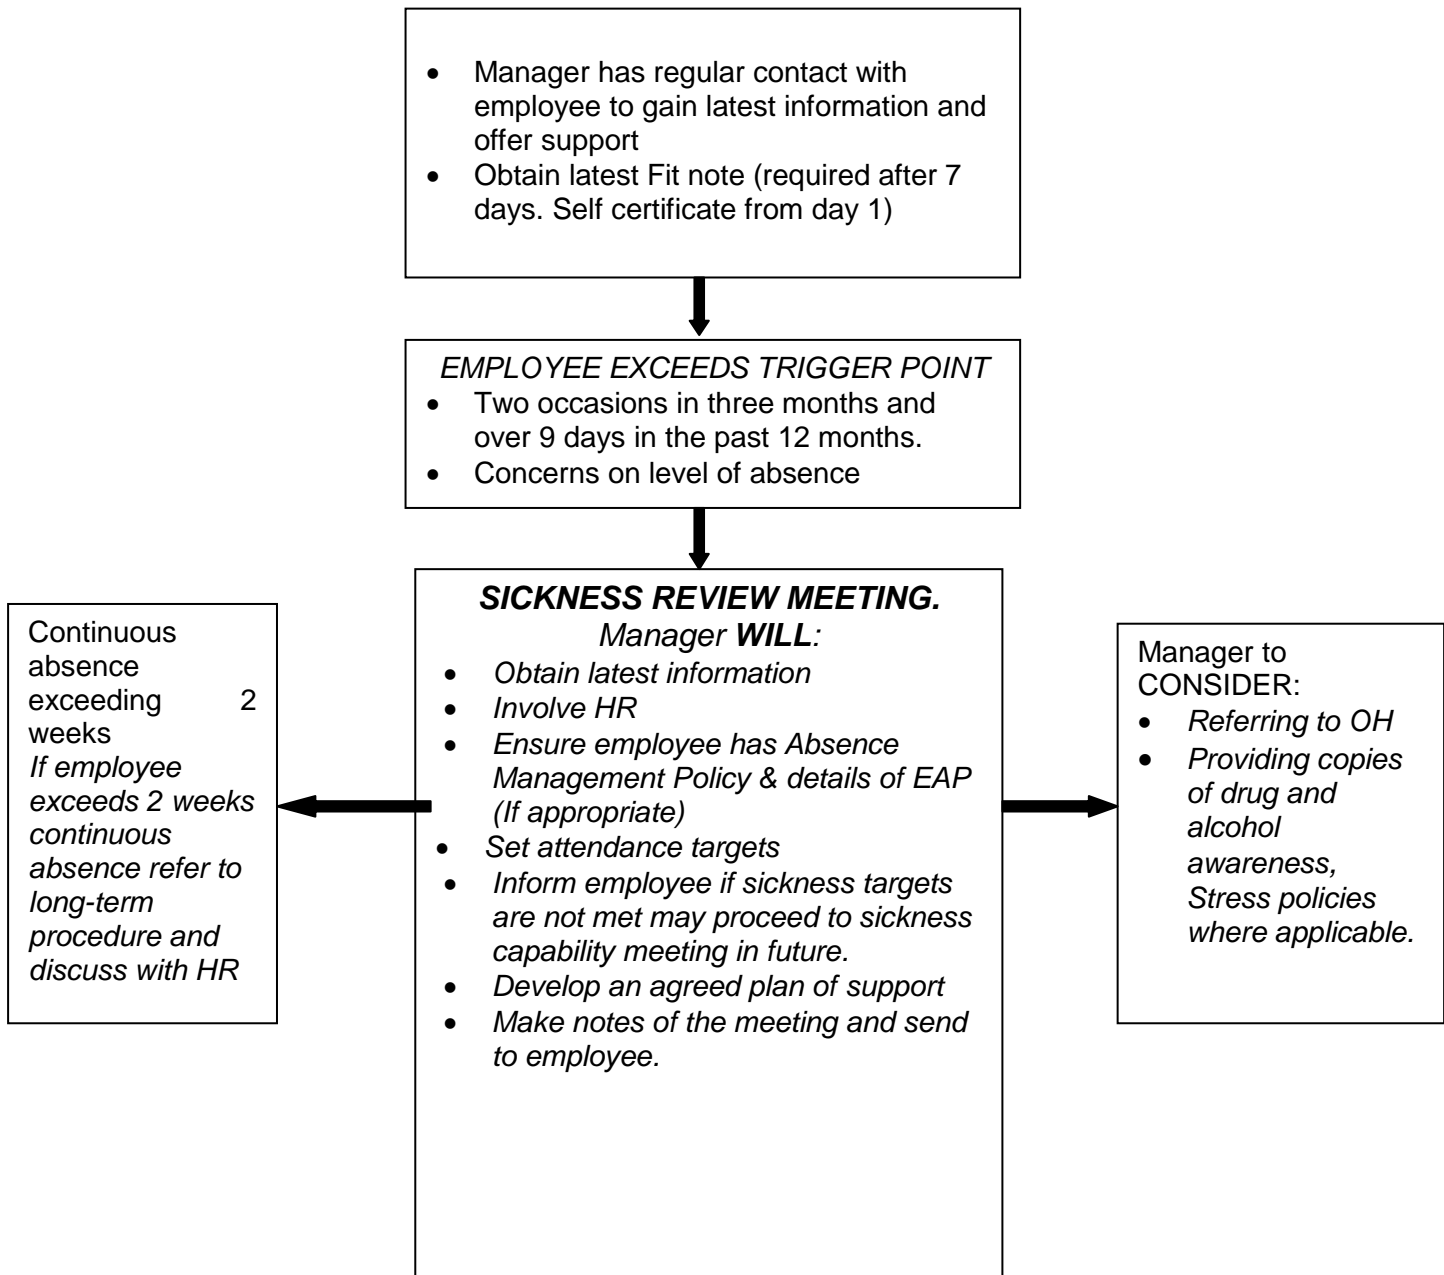 • Manager has regular contact with
employee to gain latest information and
offer support
• Obtain latest Fit note (required after 7
days. Self certificate from day 1)
EMPLOYEE EXCEEDS TRIGGER POINT
• Two occasions in three months and
over 9 days in the past 12 months.
• Concerns on level of absence
Continuous
absence
exceeding 2
weeks
If employee
exceeds 2 weeks
continuous
absence refer to
long-term
procedure and
discuss with HR
SICKNESS REVIEW MEETING.
Manager WILL:
• Obtain latest information
• Involve HR
• Ensure employee has Absence
Management Policy & details of EAP
(If appropriate)
• Set attendance targets
• Inform employee if sickness targets
are not met may proceed to sickness
capability meeting in future.
• Develop an agreed plan of support
• Make notes of the meeting and send
to employee.
Manager to
CONSIDER:
• Referring to OH
• Providing copies
of drug and
alcohol
awareness,
Stress policies
where applicable.